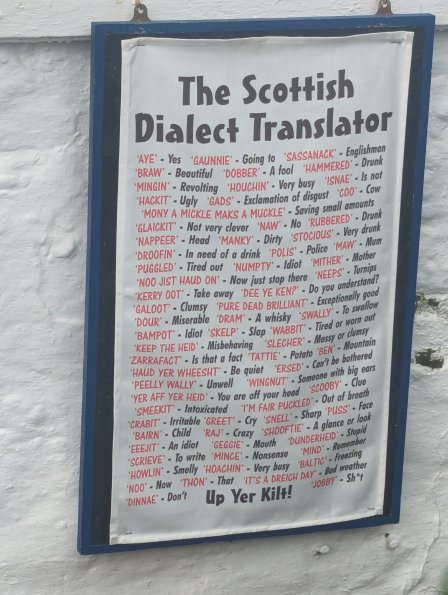 The Scottish
Dialect Translator
'AYE' - Yes 'GAUNNIE' - Going to 'SASSANACK' - Englishman
'BRAW' - Beautiful 'DOBBER' - A fool 'HAMMERED' - Drunk
'MINGIN' - Revolting 'HOUCHIN' - Very busy 'ISNAE' - Is not
'HACKIT' - Ugly 'GADS' - Exclamation of disgust 'COO' - Cow
'MONY A MICKLE MAKS A MUCKLE' - Saving small amounts
'GLAICKIT' - Not very clever 'NAW' - No 'RUBBERED' - Drunk
'NAPPEER' - Head 'MANKY' - Dirty 'STOCIOUS' - Very drunk
'DROOFIN' - In need of a drink 'POLIS' - Police 'MAW' - Mum
'PUGGLED' - Tired out 'NUMPTY' - Idiot 'MITHER' - Mother
'NOO JIST HAUD ON' - Now just stop there 'NEEPS' - Turnips
'KERRY OOT' - Take away 'DEE YE KEN?' - Do you understand?
'GALOOT' - Clumsy 'PURE DEAD BRILLIANT' - Exceptionally good
'DOUR' - Miserable 'DRAM' - A whisky 'SWALLY' - To swallow
'BAMPOT' - Idiot 'SKELP' - Slap 'WABBIT' - Tired or worn out
'KEEP THE HEID' - Misbehoving 'SLECHER' - Messy or clumsy
'ZARRAFACT' - Is that a fact 'TATTIE' - Potato 'BEN' - Mountain
'HAUD YER WHEESHT' - Be quiet 'ERSED' - Can't be bothered
'PEELLY WALLY' - Unwell 'WINGNUT' - Someone with big ears
'YER AFF YER HEID' - You are off your head 'SCOOBY' - Clue
'SMEEKIT' - Intoxicated 'I'M FAIR PUCKLED' - Out of breath
'CRABIT' - Irritable 'GREET' - Cry 'SNELL' - Sharp 'PUSS' - Face
'BAIRN' - Child 'RAJ' - Crazy 'SHOOFTIE' - A glance or look
'EEEJIT' - An idiot 'GEGGIE' - Mouth 'DUNDERHEID' - Stupid
'SCRIEVE' - To write 'MINCE' - Nonsense 'MIND' - Remember
'HOWLIN' - Smelly 'HOACHIN' - Very busy 'BALTIC' - Freezing
'NOO' - Now 'THON' - That 'IT'S A DREICH DAY' - Bad weather
'DINNAE' - Don't Up Yer Kilt! 'JOBBY' - Sh*t